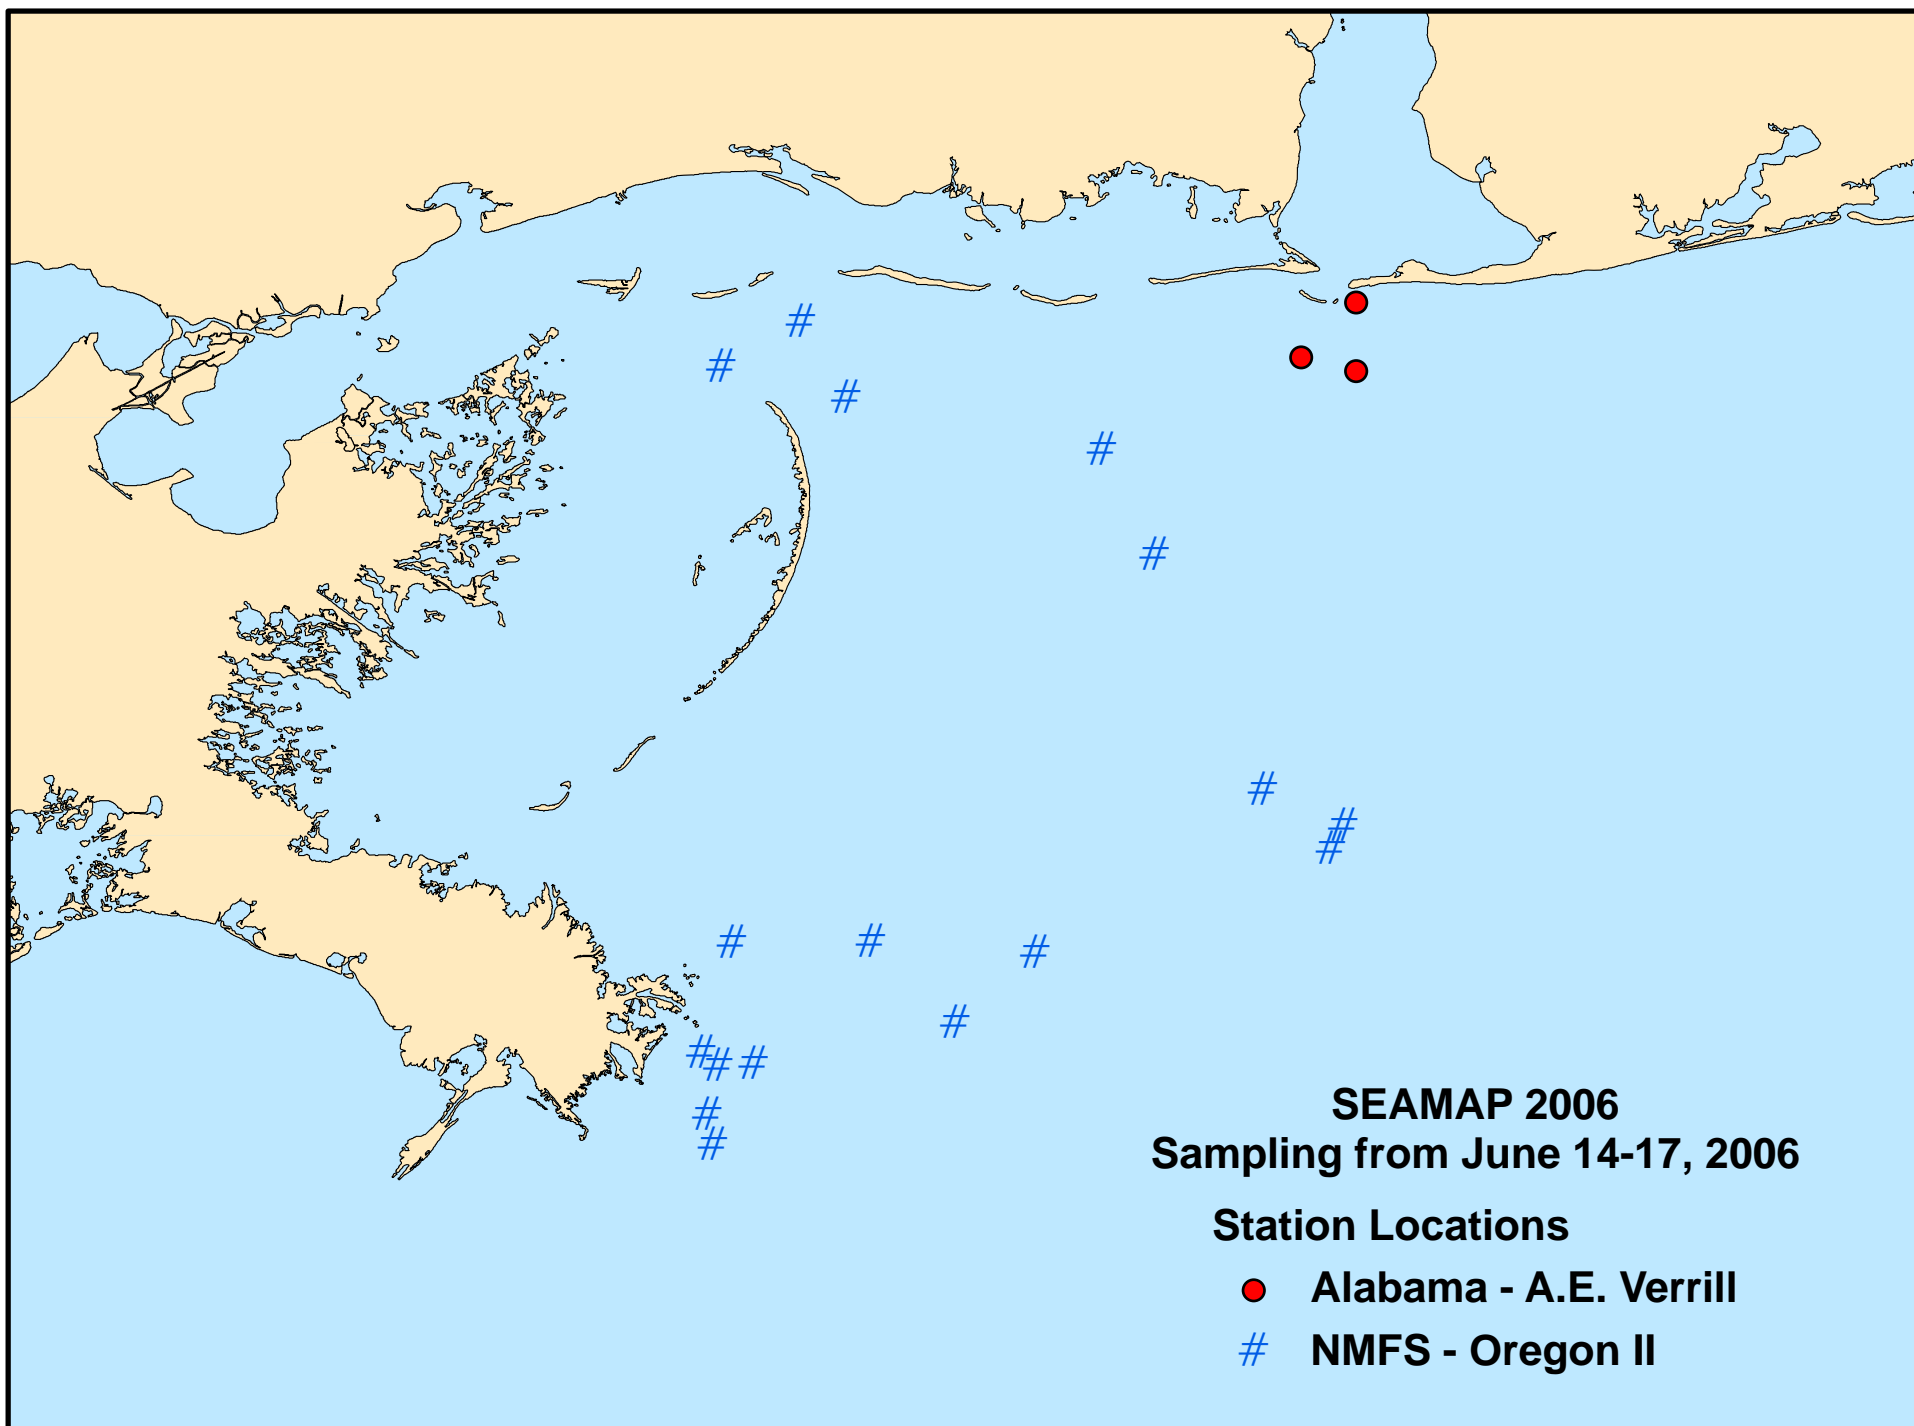 SEAMAP 2006
Sampling from June 14-17, 2006
Station Locations
Alabama - A.E. Verrill
# NMFS - Oregon II